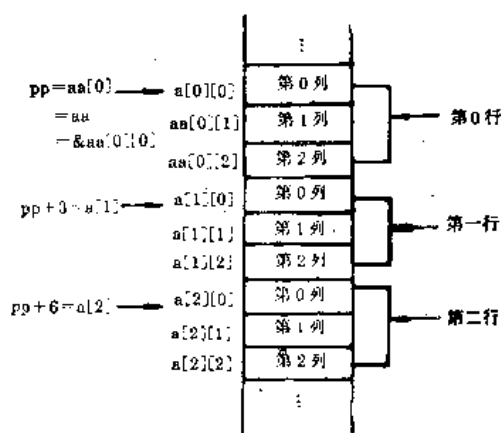 ⋮
pp=aa[0]
a[0][0]
第0列
=aa
aa[0][1]
第1列
第0行
=&aa[0][0]
aa[0][2]
第2列
pp+3=a[1]
a[1][0]
第0列
a[1][1]
第1列
第一行
a[1][2]
第2列
pp+6=a[2]
a[2][0]
第0列
a[2][1]
第1列
第二行
a[2][2]
第2列
⋮